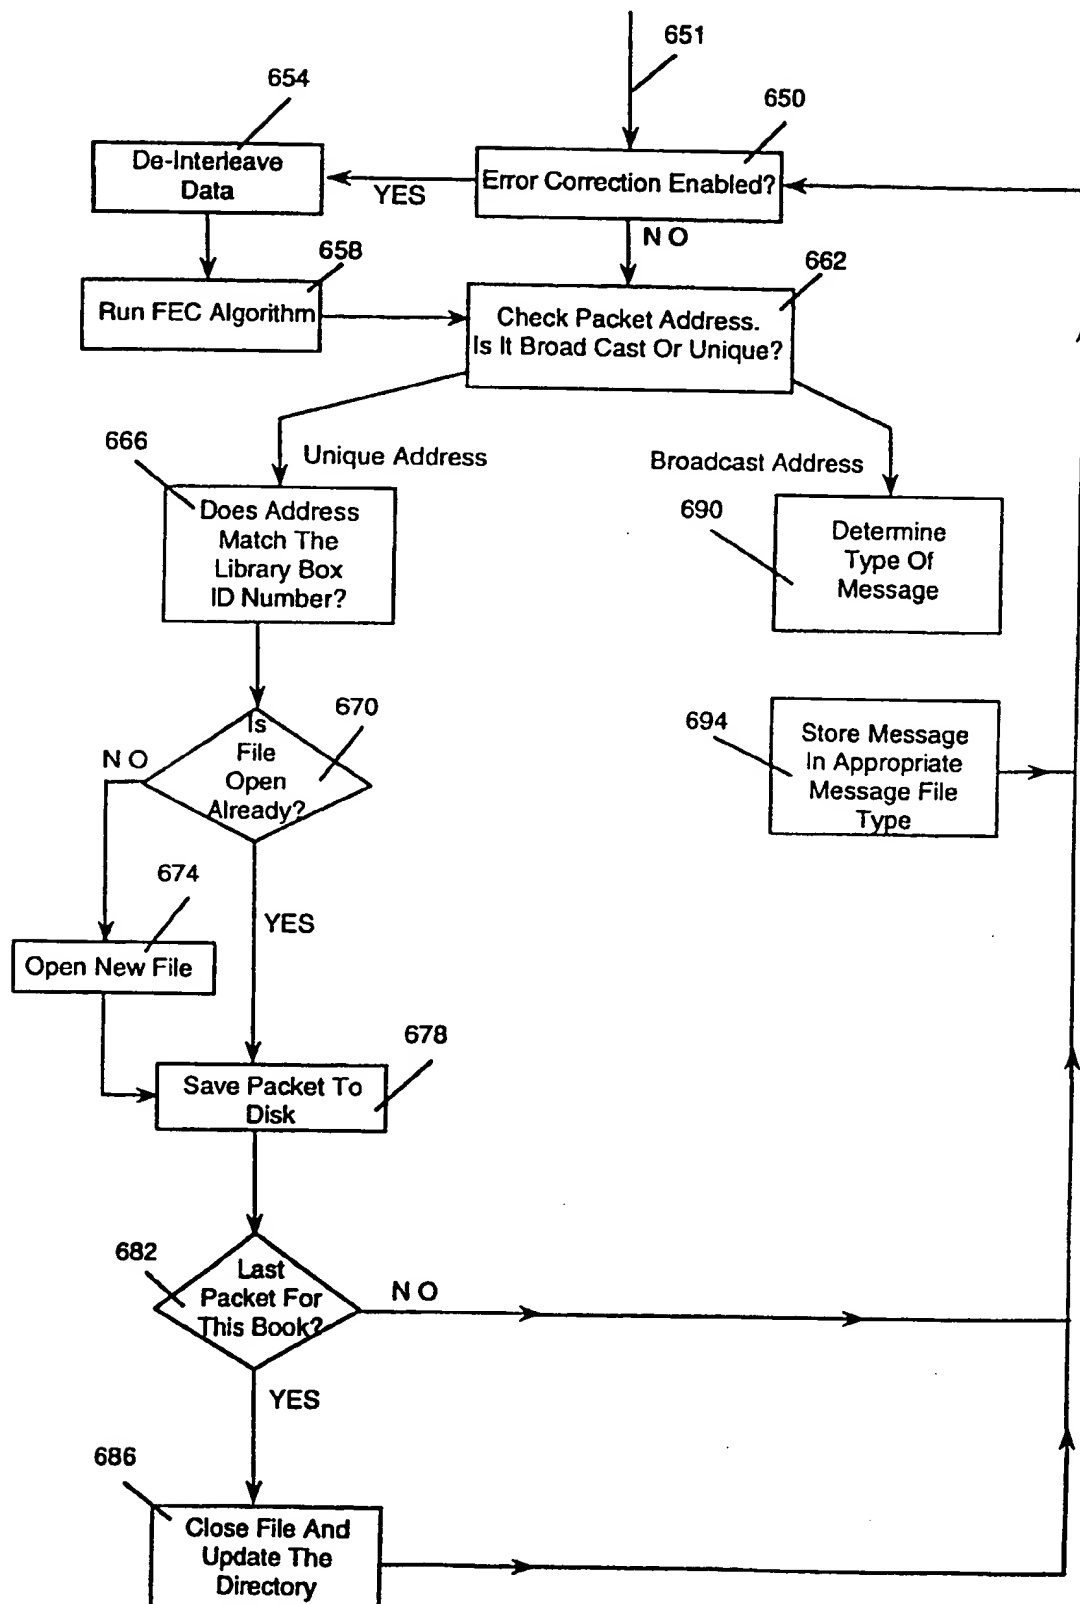 651
654
650
De-Interleave
Data
YES
Error Correction Enabled?
N O
658
662
Run FEC Algorithm
Check Packet Address.
Is It Broad Cast Or Unique?
666
Unique Address
Broadcast Address
Does Address
Match The
Library Box
ID Number?
690
Determine
Type Of
Message
670
Is
File
Open
Already?
N O
694
Store Message
In Appropriate
Message File
Type
674
YES
Open New File
678
Save Packet To
Disk
682
Last
Packet For
This Book?
N O
YES
686
Close File And
Update The
Directory